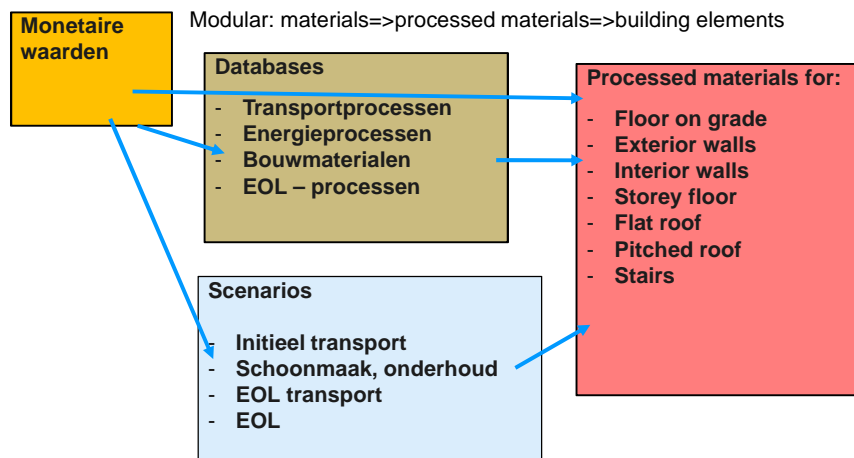 Modular: materials=>processed materials=>building elements
Monetaire
waarden
Databases
- Transportprocessen
- Energieprocessen
- Bouwmaterialen
- EOL – processen
Processed materials for:
- Floor on grade
- Exterior walls
- Interior walls
- Storey floor
- Flat roof
- Pitched roof
- Stairs
Scenarios
- Initieel transport
- Schoonmaak, onderhoud
- EOL transport
- EOL